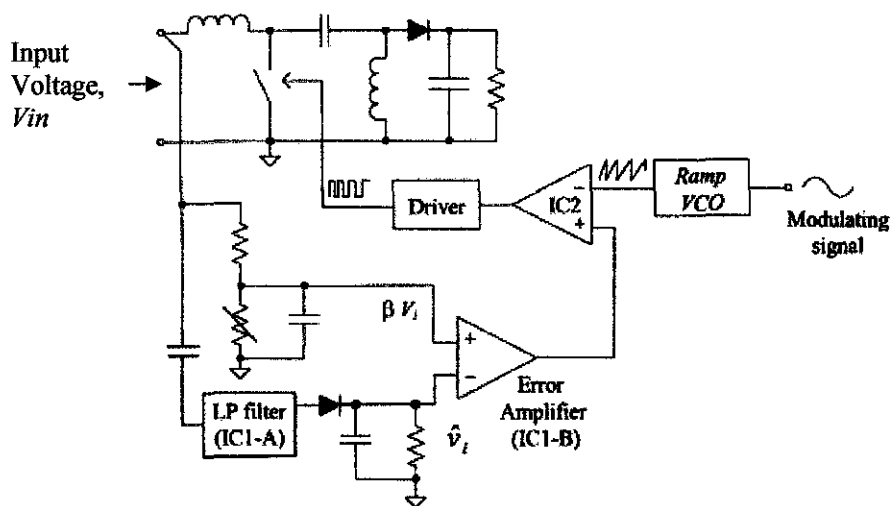 Input
Voltage,
Vin
Driver
IC2
−
+
Ramp
VCO
Modulating
signal
β Vi
+
−
Error
Amplifier
(IC1-B)
LP filter
(IC1-A)
v̂i